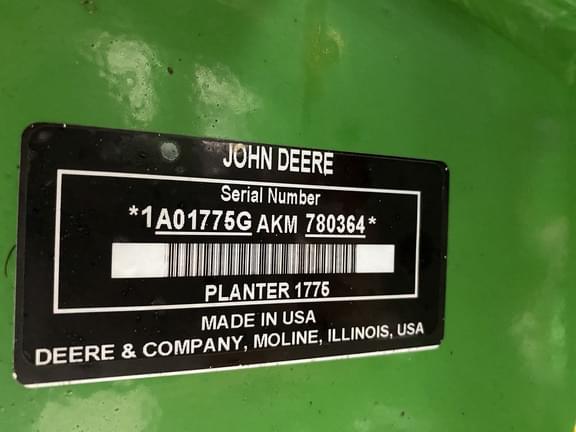 JOHN DEERE
Serial Number
*1A01775G AKM 780364*
PLANTER 1775
MADE IN USA
DEERE & COMPANY, MOLINE, ILLINOIS, USA